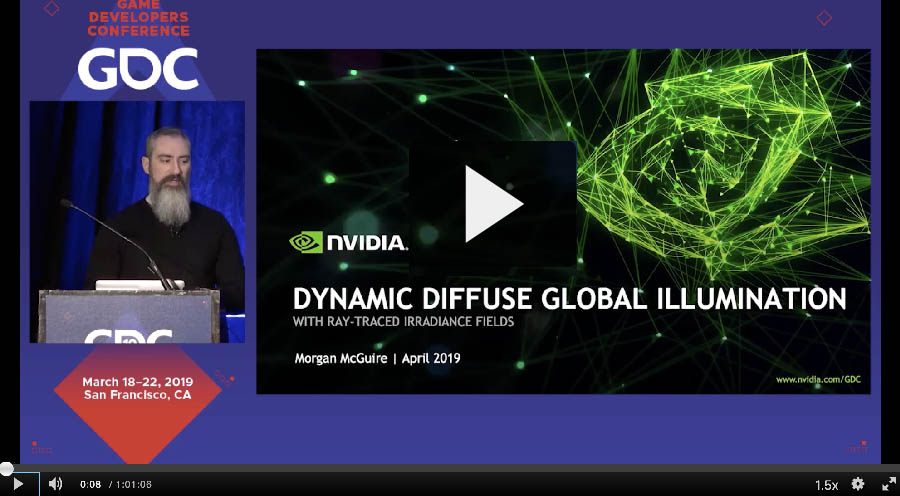 GAME
DEVELOPERS
CONFERENCE
GDC
NVIDIA.
DYNAMIC DIFFUSE GLOBAL ILLUMINATION
WITH RAY-TRACED IRRADIANCE FIELDS
Morgan McGuire | April 2019
www.nvidia.com/GDC
GDC
March 18–22, 2019
San Francisco, CA
0:08 / 1:01:08
1.5x